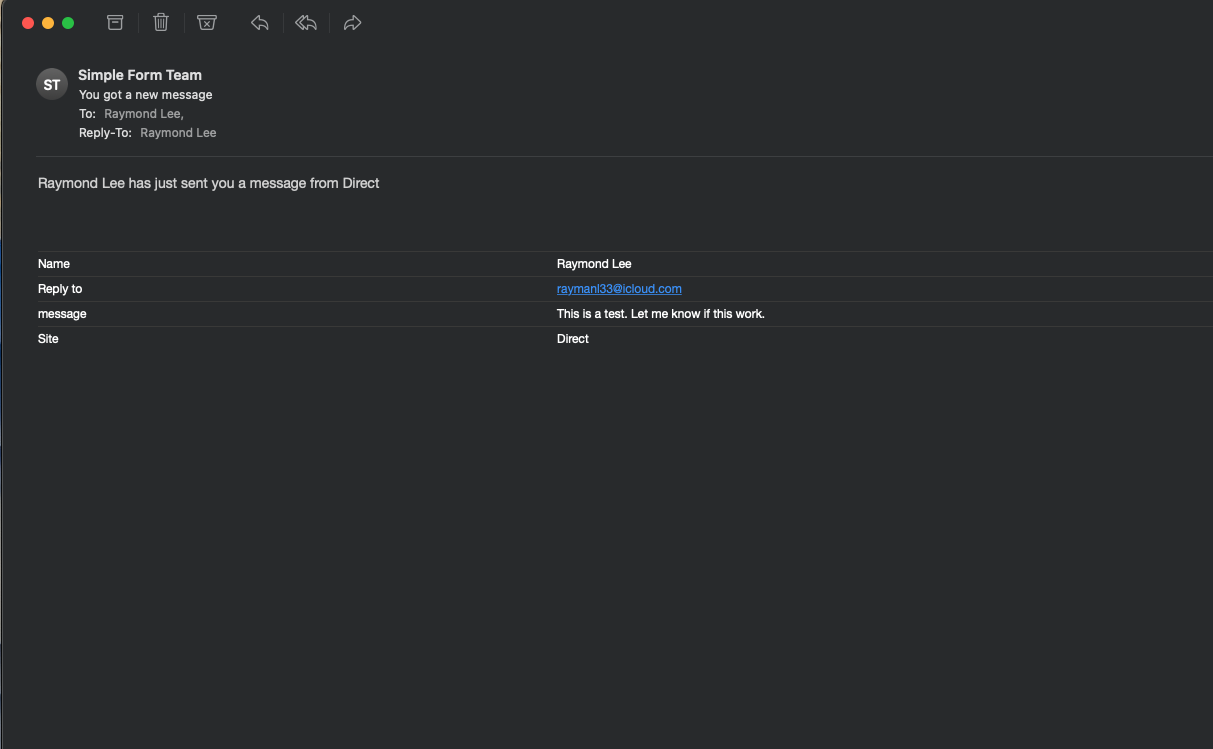 ST
Simple Form Team
You got a new message
To: Raymond Lee,
Reply-To: Raymond Lee
Raymond Lee has just sent you a message from Direct
Name Raymond Lee
Reply to raymanl33@icloud.com
message This is a test. Let me know if this work.
Site Direct